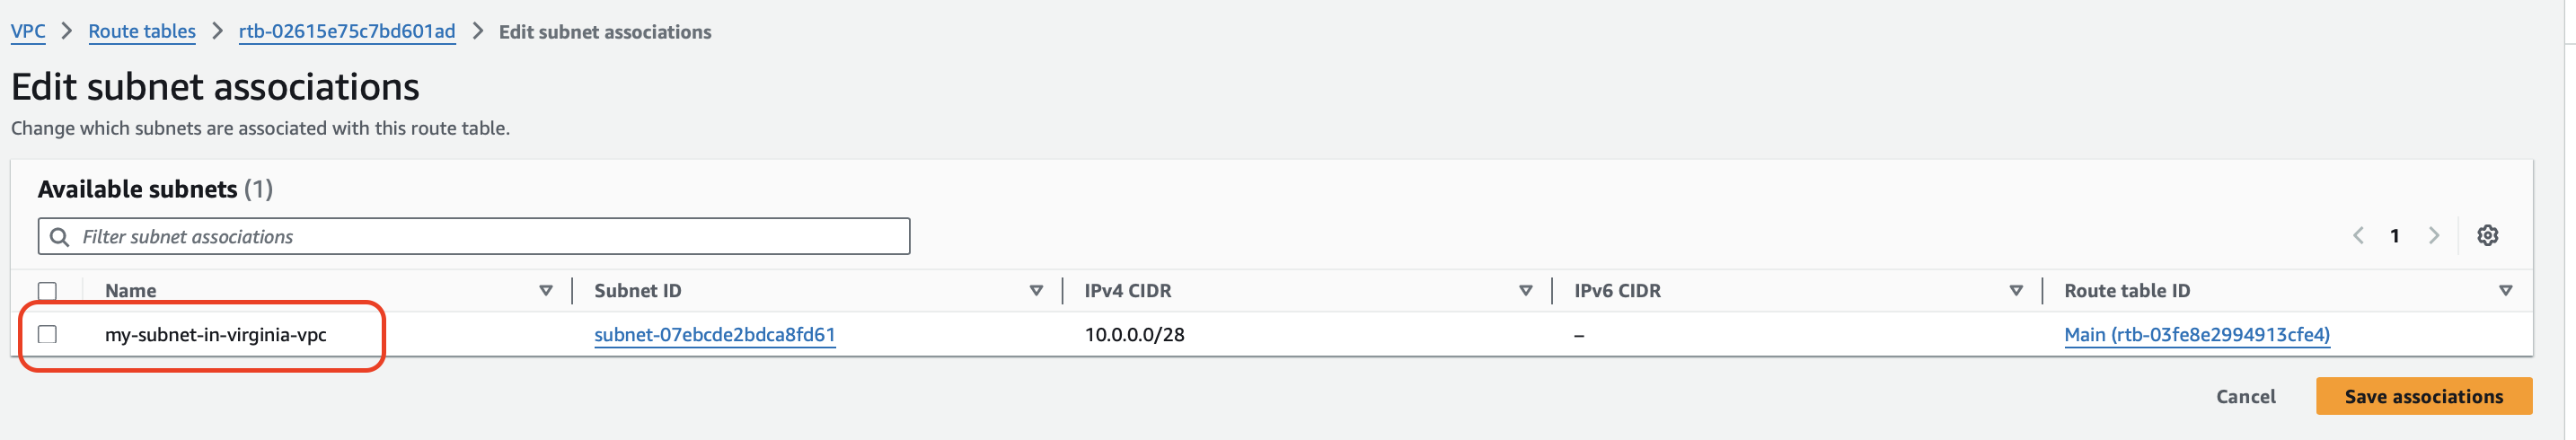 VPC > Route tables > rtb-02615e75c7bd601ad > Edit subnet associations
Edit subnet associations
Change which subnets are associated with this route table.
Available subnets (1)
Filter subnet associations
1
Name Subnet ID IPv4 CIDR IPv6 CIDR Route table ID
my-subnet-in-virginia-vpc subnet-07ebcde2bdca8fd61 10.0.0.0/28 – Main (rtb-03fe8e2994913cfe4)
Cancel Save associations